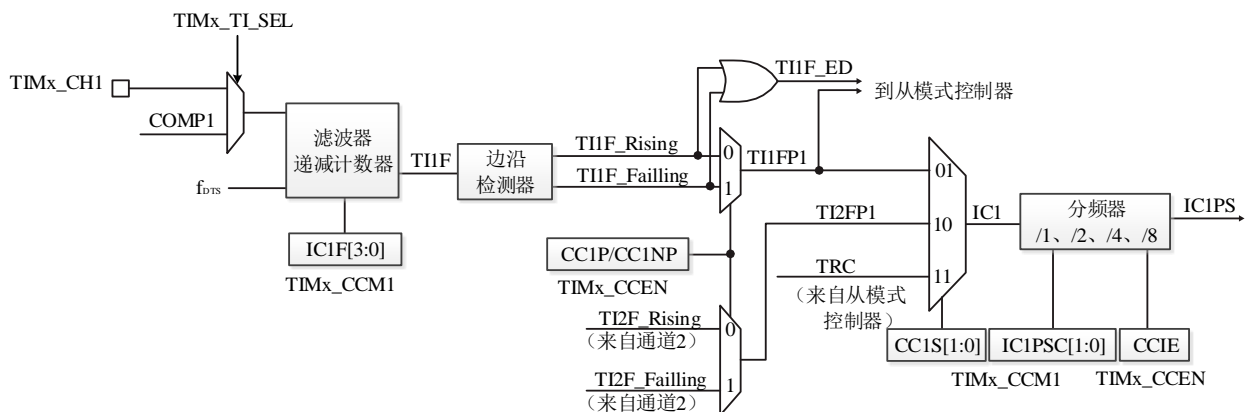 TIMx_TI_SEL
TIMx_CH1
COMP1
f_DTS
滤波器
递减计数器
IC1F[3:0]
TIMx_CCM1
TI1F
边沿
检测器
TI1F_Rising
TI1F_Failling
TI1F_ED
到从模式控制器
0
1
TI1FP1
CC1P/CC1NP
TIMx_CCEN
TI2F_Rising
(来自通道2)
TI2F_Failling
(来自通道2)
0
1
TI2FP1
TRC
(来自从模式
控制器)
01
10
11
IC1
分频器
/1、/2、/4、/8
IC1PS
CC1S[1:0]
IC1PSC[1:0]
CCIE
TIMx_CCM1
TIMx_CCEN